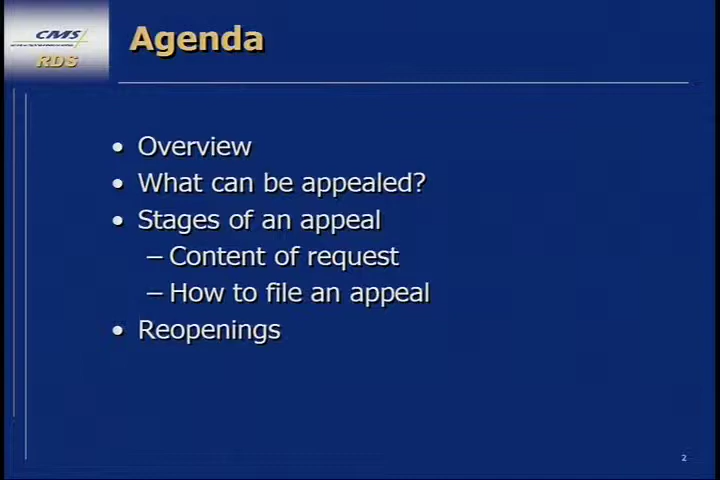 CMS
RDS
Agenda
• Overview
• What can be appealed?
• Stages of an appeal
– Content of request
– How to file an appeal
• Reopenings
2